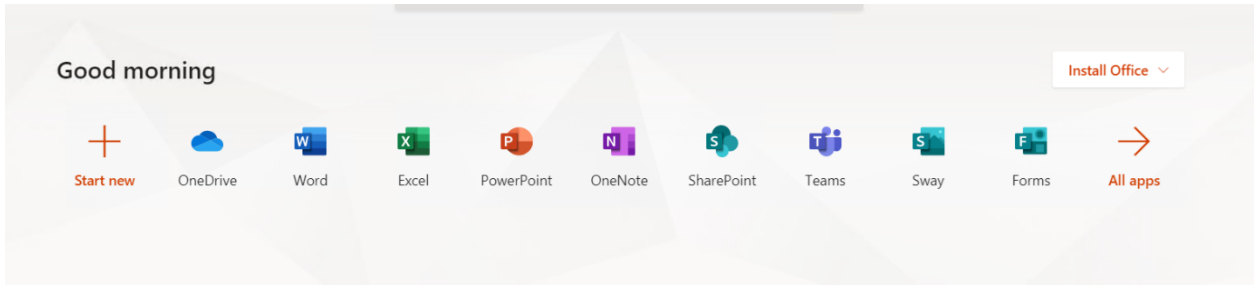 Good morning
Install Office
W
X
P
N
S
T
S
F
Start new
OneDrive
Word
Excel
PowerPoint
OneNote
SharePoint
Teams
Sway
Forms
All apps